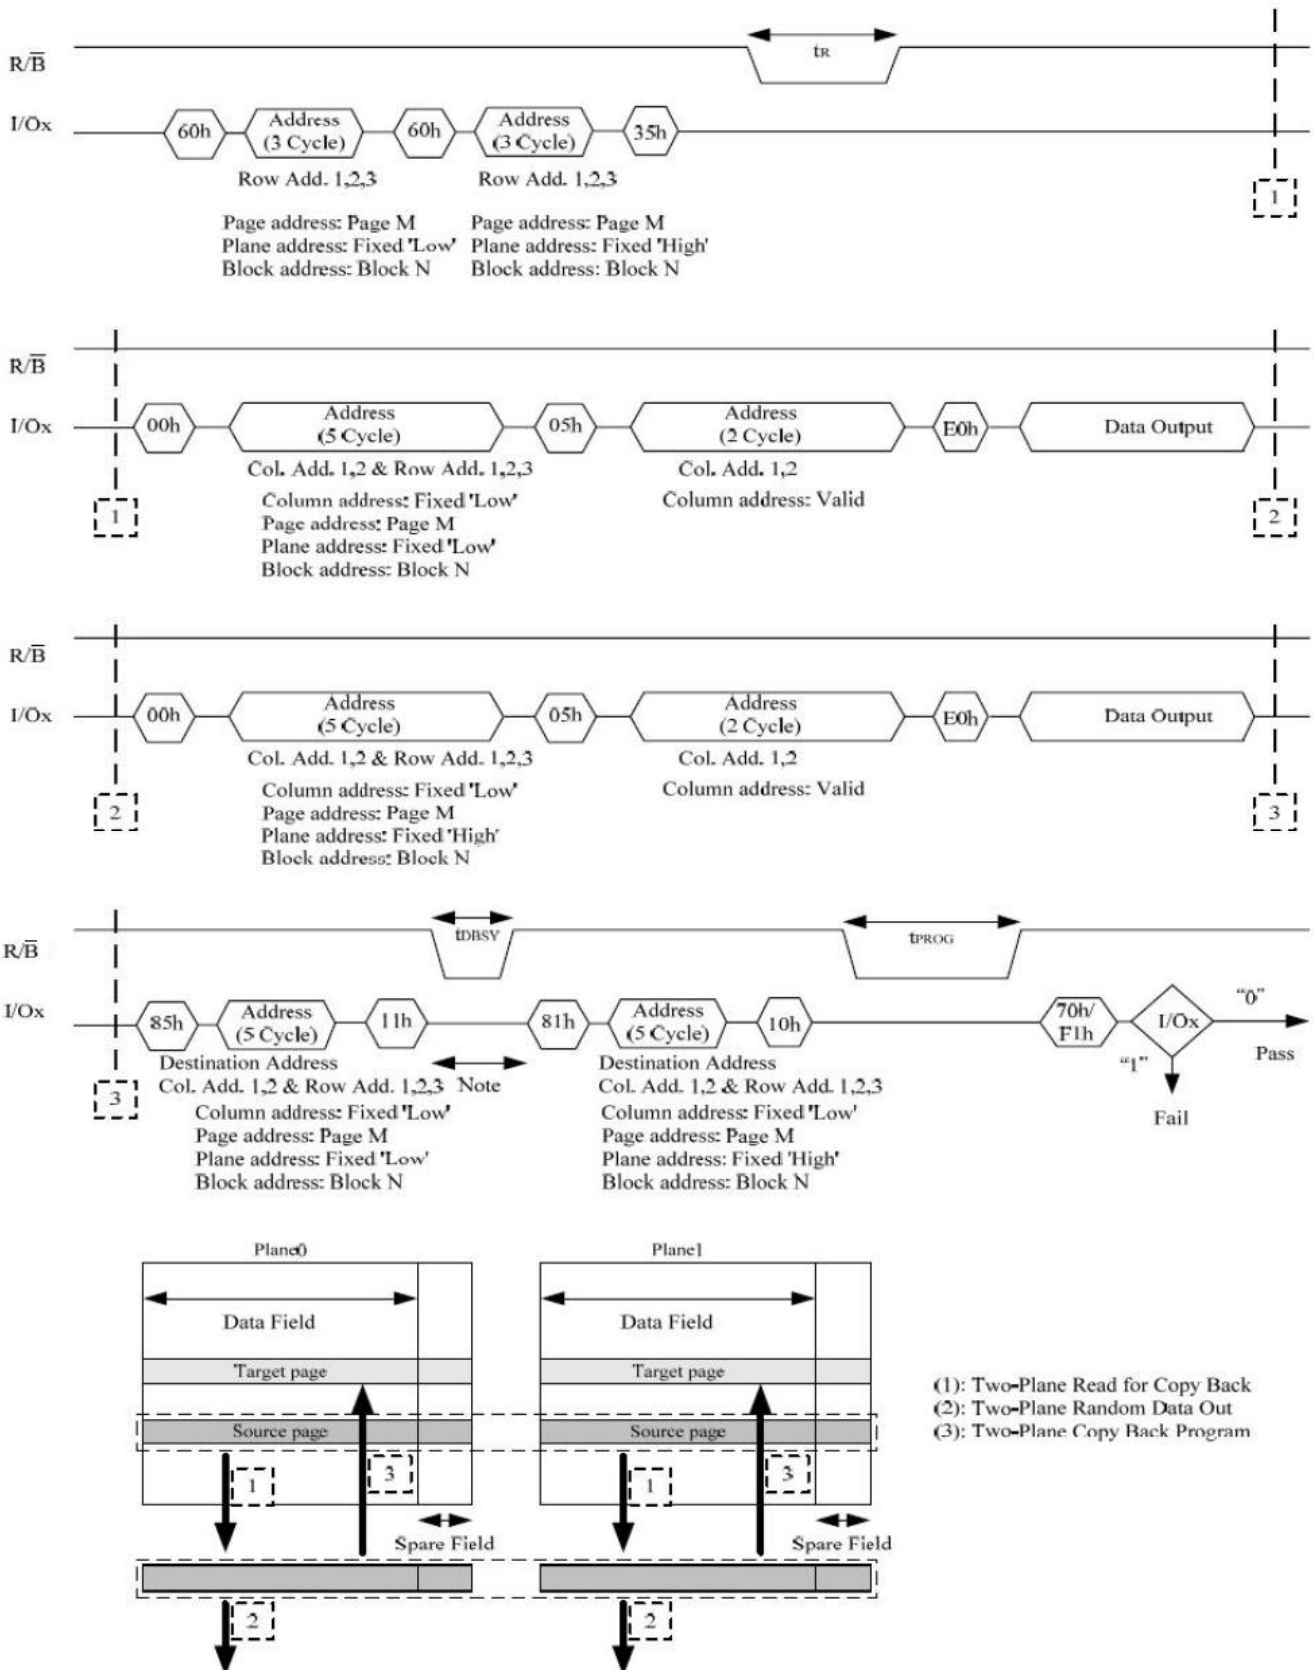 tR
R/B̅
I/Ox
60h Address (3 Cycle) 60h Address (3 Cycle) 35h
Row Add. 1,2,3 Row Add. 1,2,3
1
Page address: Page M Page address: Page M
Plane address: Fixed 'Low' Plane address: Fixed 'High'
Block address: Block N Block address: Block N
R/B̅
I/Ox
00h Address (5 Cycle) 05h Address (2 Cycle) E0h Data Output
Col. Add. 1,2 & Row Add. 1,2,3 Col. Add. 1,2
Column address: Fixed 'Low' Column address: Valid
1 Page address: Page M 2
Plane address: Fixed 'Low'
Block address: Block N
R/B̅
I/Ox
00h Address (5 Cycle) 05h Address (2 Cycle) E0h Data Output
Col. Add. 1,2 & Row Add. 1,2,3 Col. Add. 1,2
Column address: Fixed 'Low' Column address: Valid
2 Page address: Page M 3
Plane address: Fixed 'High'
Block address: Block N
tDBSY tPROG
R/B̅
I/Ox
85h Address (5 Cycle) 11h 81h Address (5 Cycle) 10h 70h/ F1h I/Ox "0"
"1" Pass
Fail
Destination Address Destination Address
3 Col. Add. 1,2 & Row Add. 1,2,3 Note Col. Add. 1,2 & Row Add. 1,2,3
Column address: Fixed 'Low' Column address: Fixed 'Low'
Page address: Page M Page address: Page M
Plane address: Fixed 'Low' Plane address: Fixed 'High'
Block address: Block N Block address: Block N
Plane0 Plane1
Data Field Data Field
Target page Target page
Source page Source page
1 3 1 3
Spare Field Spare Field
2 2
(1): Two-Plane Read for Copy Back
(2): Two-Plane Random Data Out
(3): Two-Plane Copy Back Program